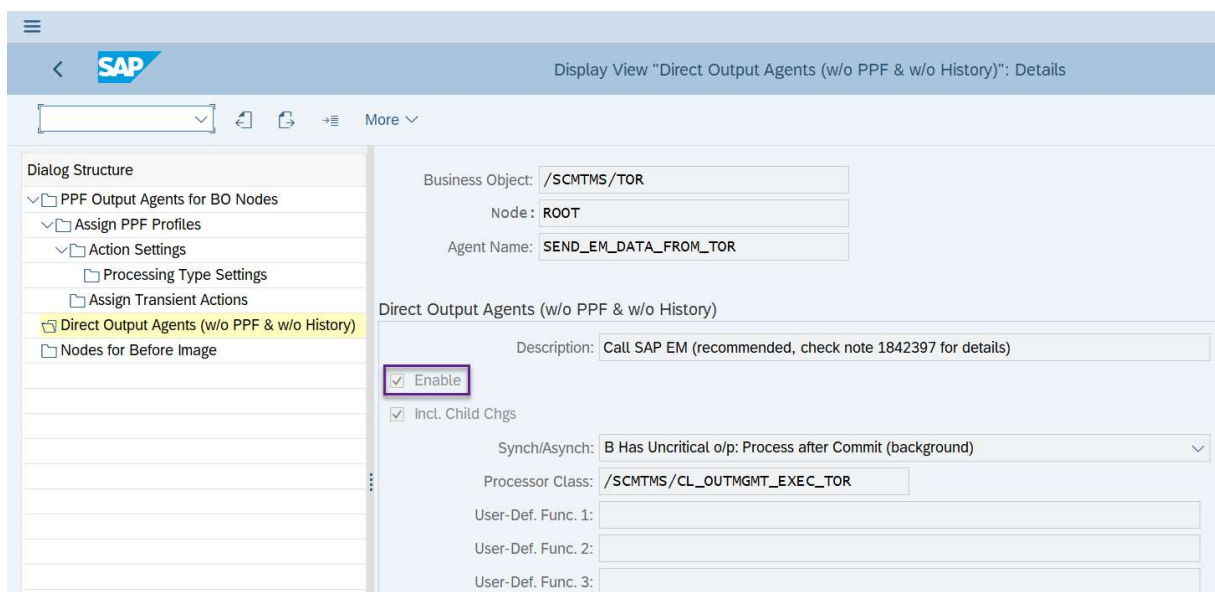 SAP
Display View "Direct Output Agents (w/o PPF & w/o History)": Details
More
Dialog Structure
PPF Output Agents for BO Nodes
Assign PPF Profiles
Action Settings
Processing Type Settings
Assign Transient Actions
Direct Output Agents (w/o PPF & w/o History)
Nodes for Before Image
Business Object: /SCMTMS/TOR
Node: ROOT
Agent Name: SEND_EM_DATA_FROM_TOR
Direct Output Agents (w/o PPF & w/o History)
Description: Call SAP EM (recommended, check note 1842397 for details)
Enable
Incl. Child Chgs
Synch/Asynch: B Has Uncritical o/p: Process after Commit (background)
Processor Class: /SCMTMS/CL_OUTMGMT_EXEC_TOR
User-Def. Func. 1:
User-Def. Func. 2:
User-Def. Func. 3: